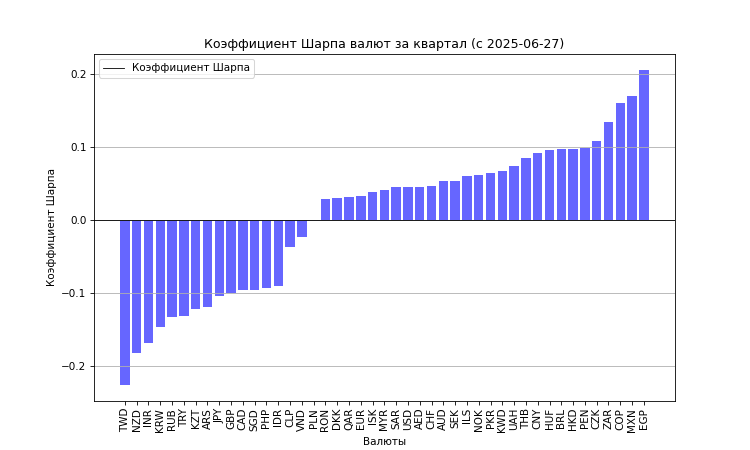 Коэффициент Шарпа валют за квартал (с 2025-06-27)
Коэффициент Шарпа
0.2
0.1
0.0
−0.1
−0.2
Коэффициент Шарпа
TWD
NZD
INR
KRW
RUB
TRY
KZT
ARS
JPY
GBP
CAD
SGD
PHP
IDR
CLP
VND
PLN
RON
DKK
QAR
EUR
ISK
MYR
SAR
USD
AED
CHF
AUD
SEK
ILS
NOK
PKR
KWD
UAH
THB
CNY
HUF
BRL
HKD
PEN
CZK
ZAR
COP
MXN
EGP
Валюты